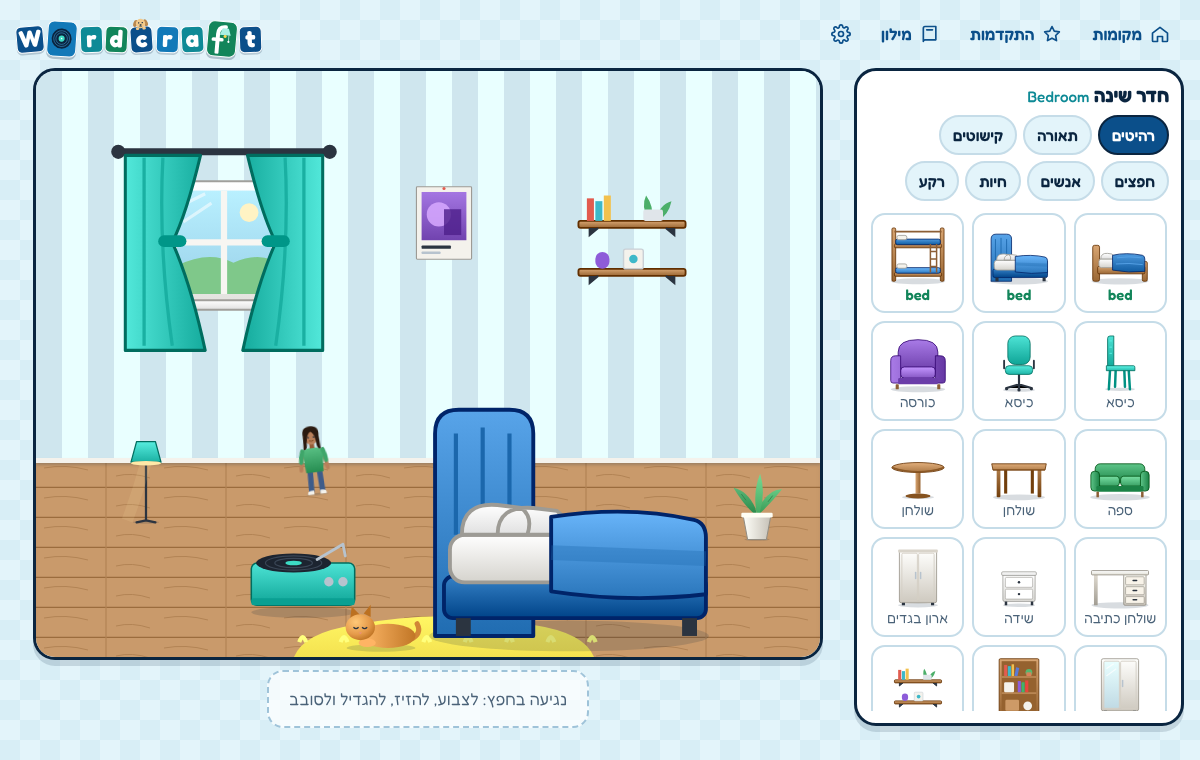 Wordcraft
מקומות
התקדמות
מילון
חדר שינה Bedroom
רהיטים
תאורה
קישוטים
חפצים
אנשים
חיות
רקע
bed
bed
bed
כיסא
כיסא
כורסה
ספה
שולחן
שולחן
שולחן כתיבה
שידה
ארון בגדים
נגיעה בחפץ: לצבוע, להזיז, להגדיל ולסובב